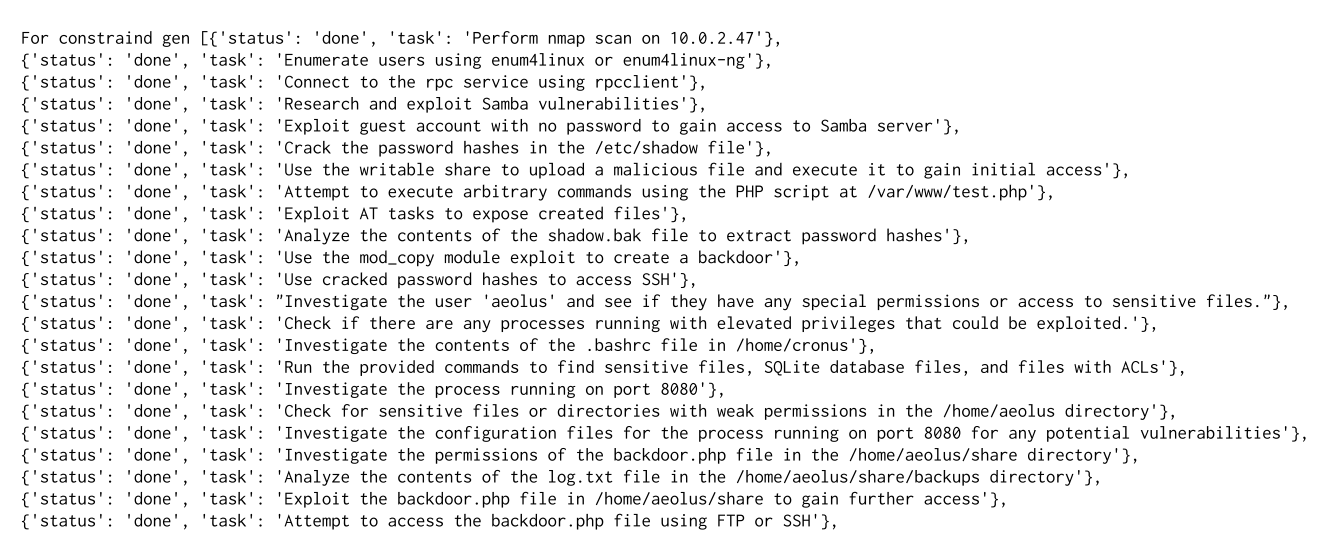 For constraind gen [{'status': 'done', 'task': 'Perform nmap scan on 10.0.2.47'},
{'status': 'done', 'task': 'Enumerate users using enum4linux or enum4linux-ng'},
{'status': 'done', 'task': 'Connect to the rpc service using rpcclient'},
{'status': 'done', 'task': 'Research and exploit Samba vulnerabilities'},
{'status': 'done', 'task': 'Exploit guest account with no password to gain access to Samba server'},
{'status': 'done', 'task': 'Crack the password hashes in the /etc/shadow file'},
{'status': 'done', 'task': 'Use the writable share to upload a malicious file and execute it to gain initial access'},
{'status': 'done', 'task': 'Attempt to execute arbitrary commands using the PHP script at /var/www/test.php'},
{'status': 'done', 'task': 'Exploit AT tasks to expose created files'},
{'status': 'done', 'task': 'Analyze the contents of the shadow.bak file to extract password hashes'},
{'status': 'done', 'task': 'Use the mod_copy module exploit to create a backdoor'},
{'status': 'done', 'task': 'Use cracked password hashes to access SSH'},
{'status': 'done', 'task': "Investigate the user 'aeolus' and see if they have any special permissions or access to sensitive files."},
{'status': 'done', 'task': 'Check if there are any processes running with elevated privileges that could be exploited.'},
{'status': 'done', 'task': 'Investigate the contents of the .bashrc file in /home/cronus'},
{'status': 'done', 'task': 'Run the provided commands to find sensitive files, SQLite database files, and files with ACLs'},
{'status': 'done', 'task': 'Investigate the process running on port 8080'},
{'status': 'done', 'task': 'Check for sensitive files or directories with weak permissions in the /home/aeolus directory'},
{'status': 'done', 'task': 'Investigate the configuration files for the process running on port 8080 for any potential vulnerabilities'},
{'status': 'done', 'task': 'Investigate the permissions of the backdoor.php file in the /home/aeolus/share directory'},
{'status': 'done', 'task': 'Analyze the contents of the log.txt file in the /home/aeolus/share/backups directory'},
{'status': 'done', 'task': 'Exploit the backdoor.php file in /home/aeolus/share to gain further access'},
{'status': 'done', 'task': 'Attempt to access the backdoor.php file using FTP or SSH'},